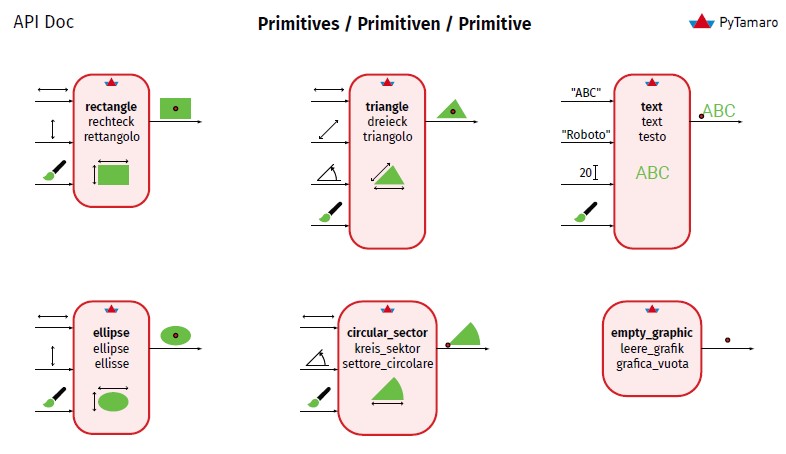 API Doc
Primitives / Primitiven / Primitive
PyTamaro
rectangle
rechteck
rettangolo
triangle
dreieck
triangolo
"ABC"
"Roboto"
20
text
text
testo
ABC
ABC
ellipse
ellipse
ellisse
circular_sector
kreis_sektor
settore_circolare
empty_graphic
leere_grafik
grafica_vuota